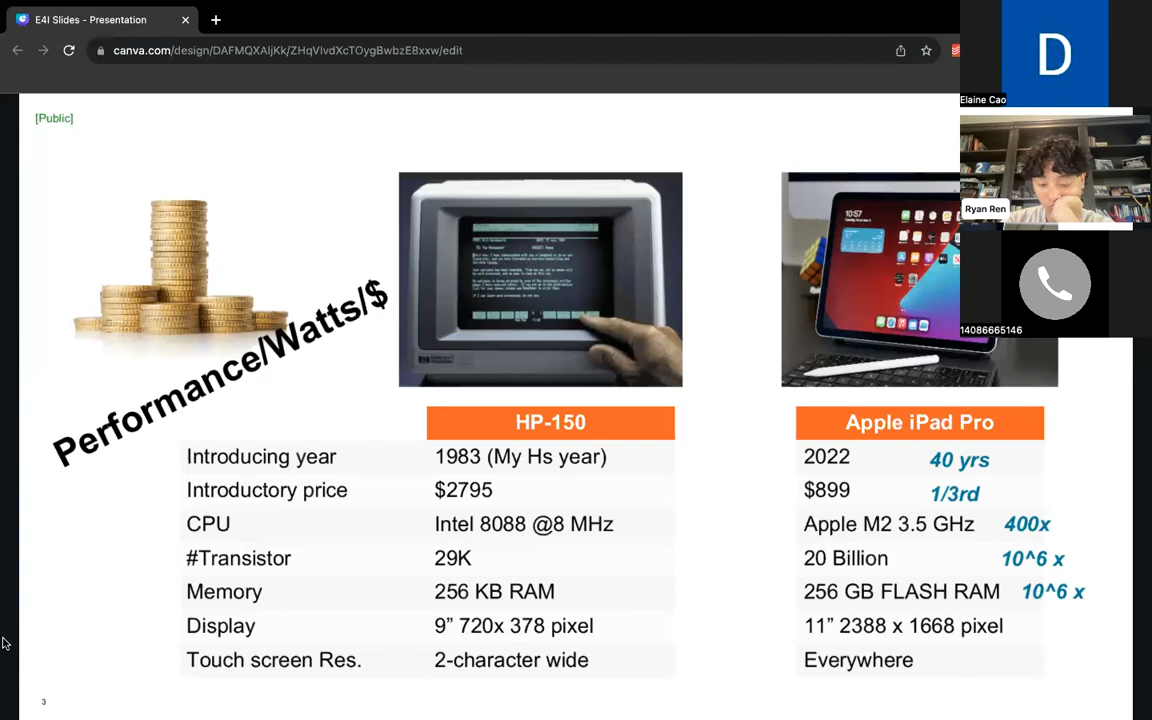 E4I Slides - Presentation
canva.com/design/DAFMQXAIjKk/ZHqVlvdXcTOygBwbzE8xxw/edit
D
Elaine Cao
[Public]
Ryan Ren
10:57
14086665146
Performance/Watts/$
HP-150 Apple iPad Pro
Introducing year 1983 (My Hs year) 2022 40 yrs
Introductory price $2795 $899 1/3rd
CPU Intel 8088 @8 MHz Apple M2 3.5 GHz 400x
#Transistor 29K 20 Billion 10^6 x
Memory 256 KB RAM 256 GB FLASH RAM 10^6 x
Display 9” 720x 378 pixel 11” 2388 x 1668 pixel
Touch screen Res. 2-character wide Everywhere
3